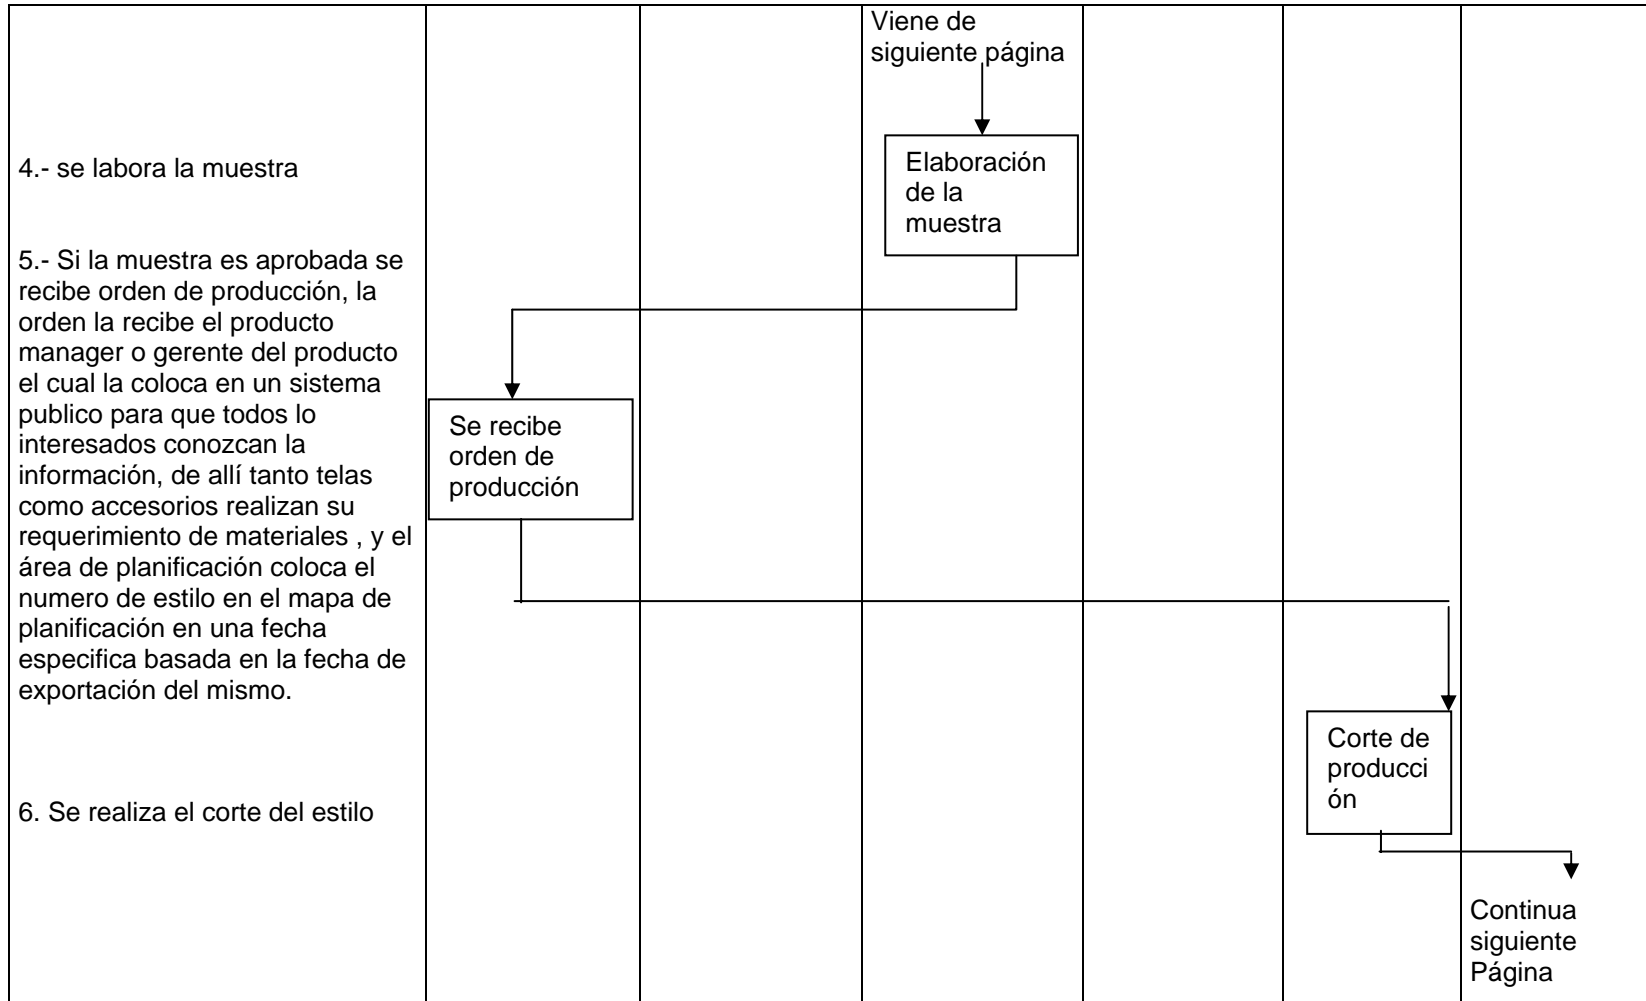 Viene de
siguiente página
4.- se labora la muestra
Elaboración
de la
muestra
5.- Si la muestra es aprobada se
recibe orden de producción, la
orden la recibe el producto
manager o gerente del producto
el cual la coloca en un sistema
publico para que todos lo
interesados conozcan la
información, de allí tanto telas
como accesorios realizan su
requerimiento de materiales , y el
área de planificación coloca el
numero de estilo en el mapa de
planificación en una fecha
especifica basada en la fecha de
exportación del mismo.
Se recibe
orden de
producción
6. Se realiza el corte del estilo
Corte de
producci
ón
Continua
siguiente
Página